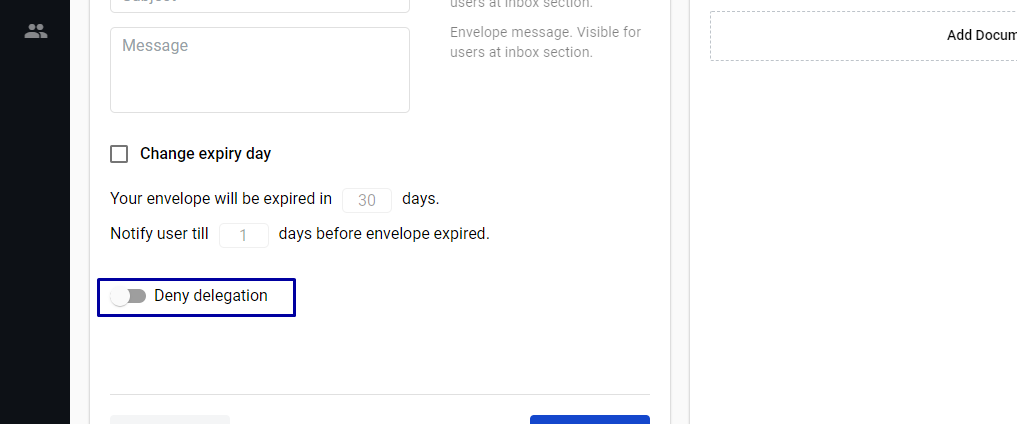 users at inbox section.
Message
Envelope message. Visible for
users at inbox section.
Add Docum
Change expiry day
Your envelope will be expired in 30 days.
Notify user till 1 days before envelope expired.
Deny delegation